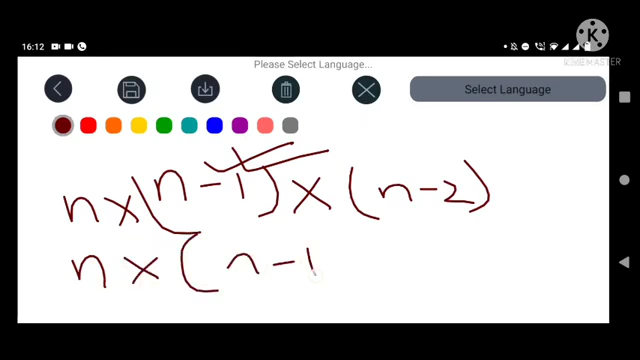 16:12
K
KINEMASTER
Please Select Language...
Select Language
n × (n - 1) × (n - 2)
n × ( n - 1